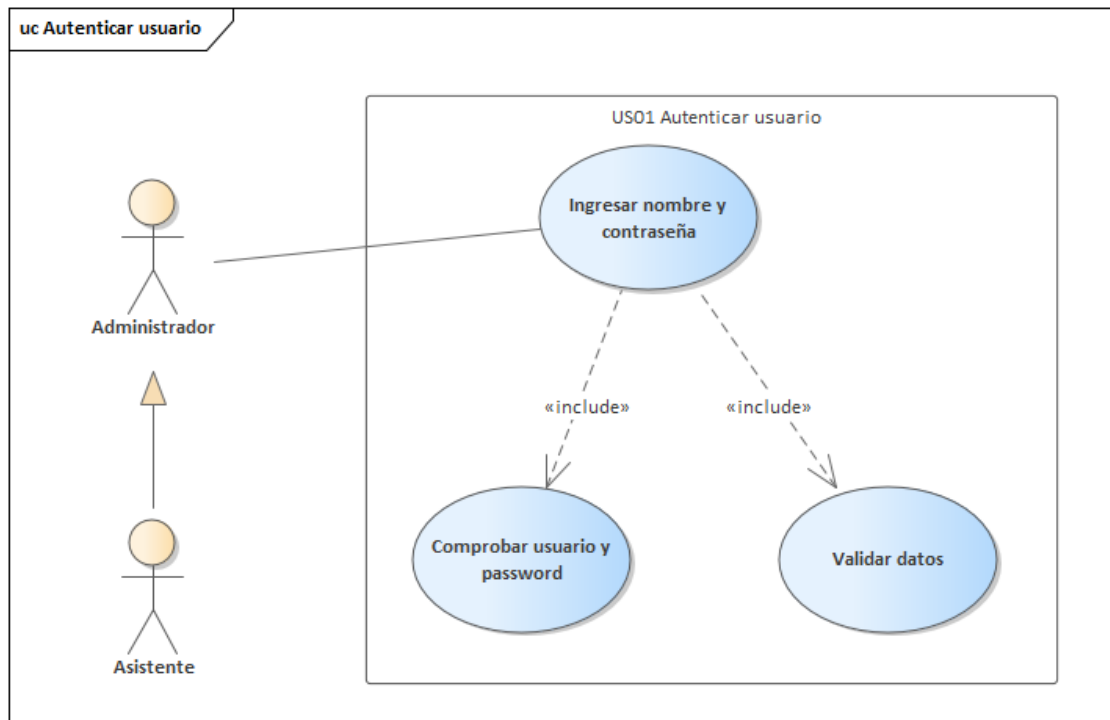 uc Autenticar usuario
US01 Autenticar usuario
Ingresar nombre y
contraseña
Administrador
«include»
«include»
Comprobar usuario y
password
Validar datos
Asistente